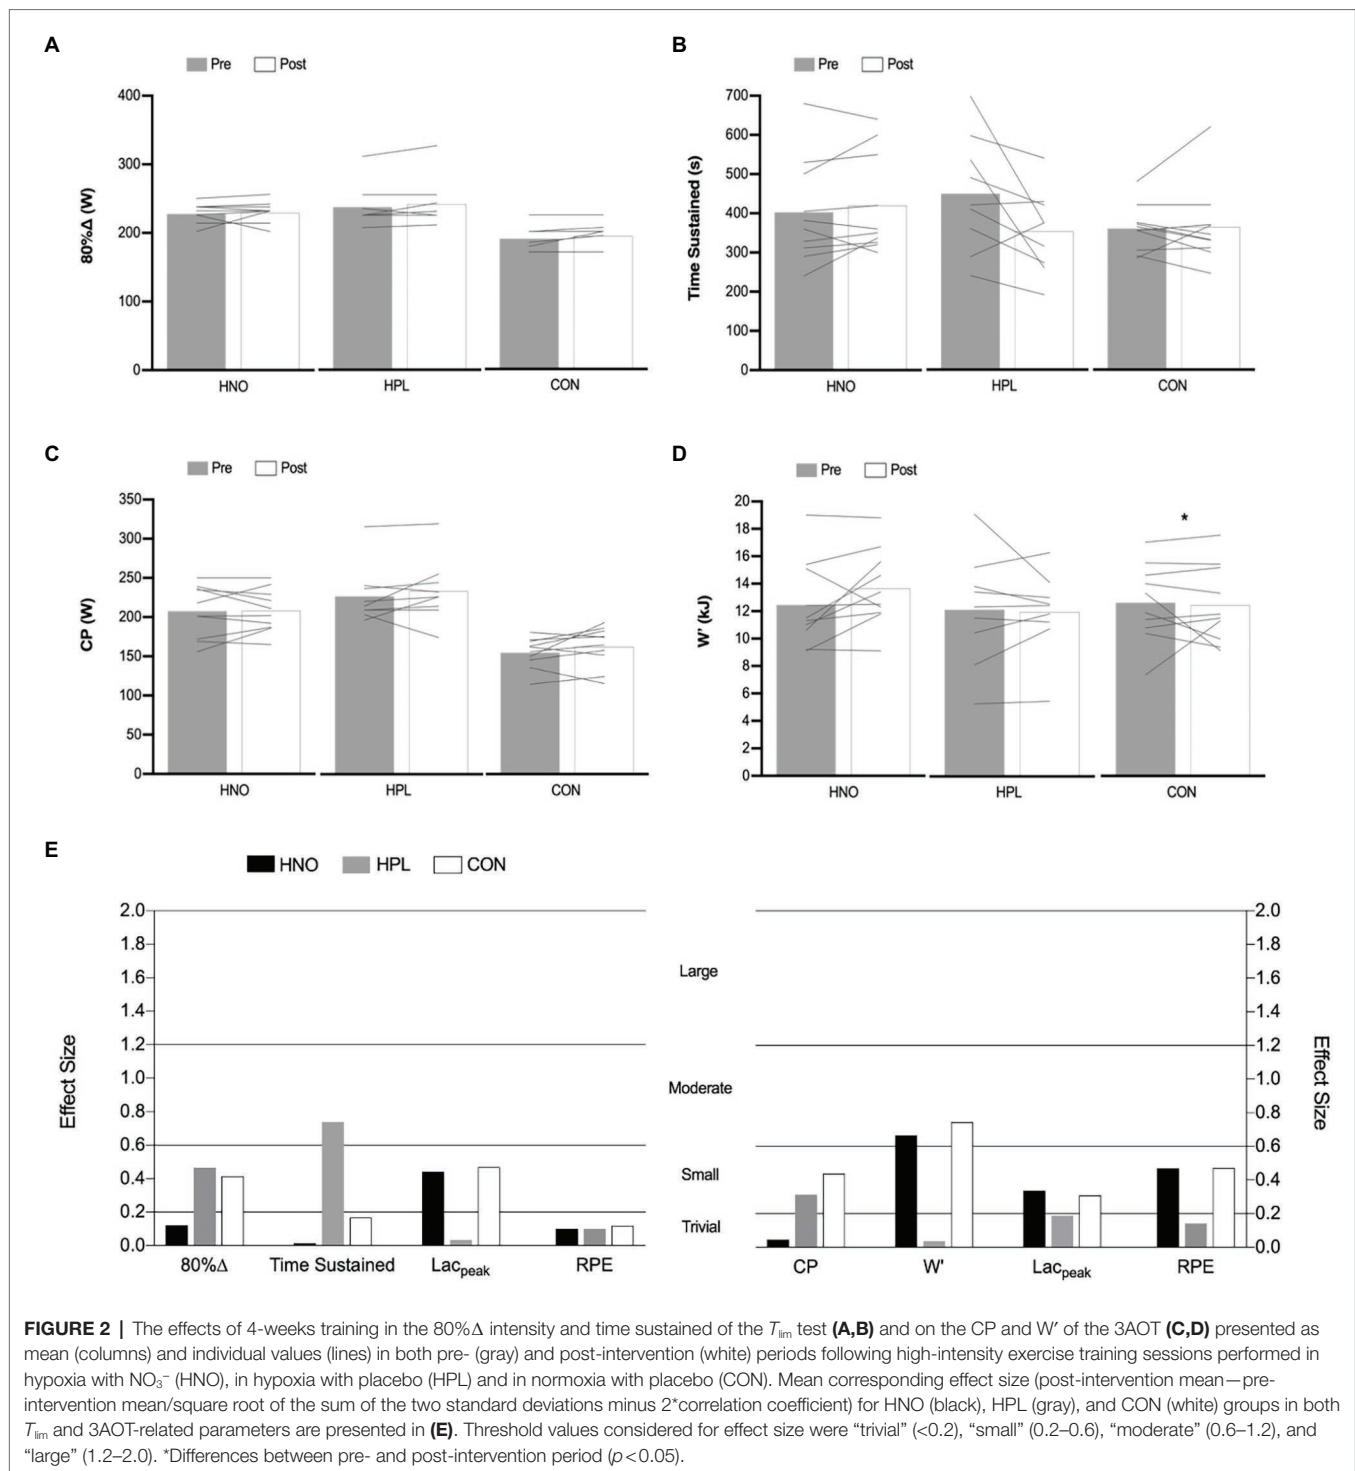 A
B
Pre Post
Pre Post
400
300
200
100
0
80%Δ (W)
HNO HPL CON
700
600
500
400
300
200
100
0
Time Sustained (s)
HNO HPL CON
C
D
Pre Post
Pre Post
350
300
250
200
150
100
50
0
CP (W)
HNO HPL CON
20
18
16
14
12
10
8
6
4
2
0
W' (kJ)
*
HNO HPL CON
E
HNO HPL CON
2.0
1.8
1.6
1.4
1.2
1.0
0.8
0.6
0.4
0.2
0.0
Effect Size
80%Δ Time Sustained Lacpeak RPE
Large
Moderate
Small
Trivial
2.0
1.8
1.6
1.4
1.2
1.0
0.8
0.6
0.4
0.2
0.0
Effect Size
CP W' Lacpeak RPE
FIGURE 2 | The effects of 4-weeks training in the 80%Δ intensity and time sustained of the Tlim test (A,B) and on the CP and W′ of the 3AOT (C,D) presented as
mean (columns) and individual values (lines) in both pre- (gray) and post-intervention (white) periods following high-intensity exercise training sessions performed in
hypoxia with NO₃⁻ (HNO), in hypoxia with placebo (HPL) and in normoxia with placebo (CON). Mean corresponding effect size (post-intervention mean—pre-
intervention mean/square root of the sum of the two standard deviations minus 2*correlation coefficient) for HNO (black), HPL (gray), and CON (white) groups in both
Tlim and 3AOT-related parameters are presented in (E). Threshold values considered for effect size were “trivial” (<0.2), “small” (0.2–0.6), “moderate” (0.6–1.2), and
“large” (1.2–2.0). *Differences between pre- and post-intervention period (p<0.05).